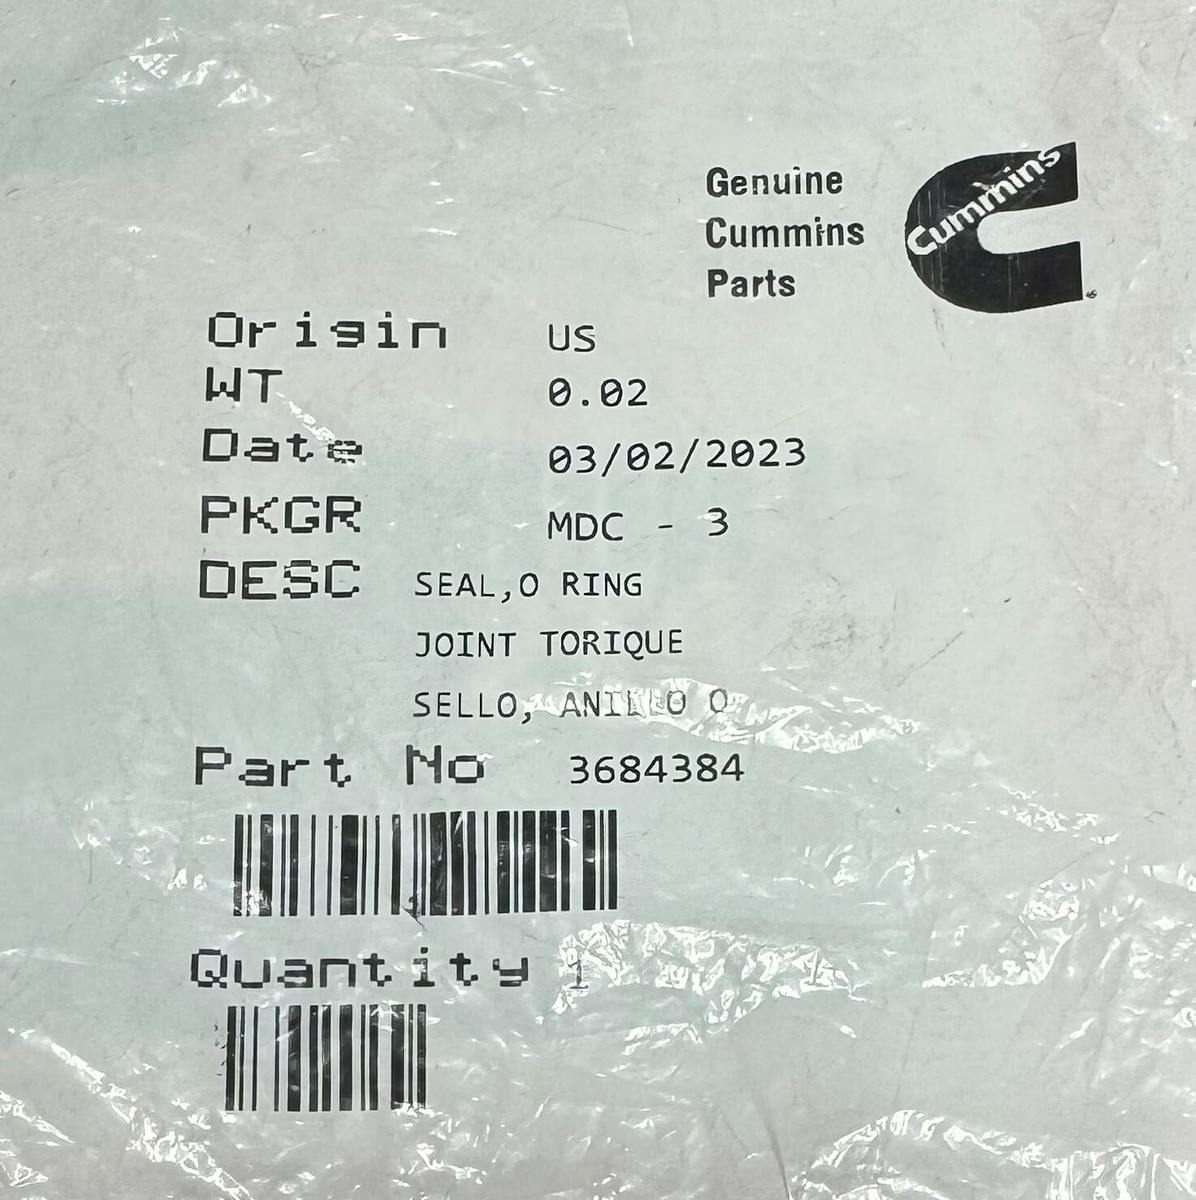 Genuine
Cummins
Parts
Cummins
Origin US
WT 0.02
Date 03/02/2023
PKGR MDC - 3
DESC SEAL,O RING
JOINT TORIQUE
SELLO, ANILLO O
Part No 3684384
Quantity 1